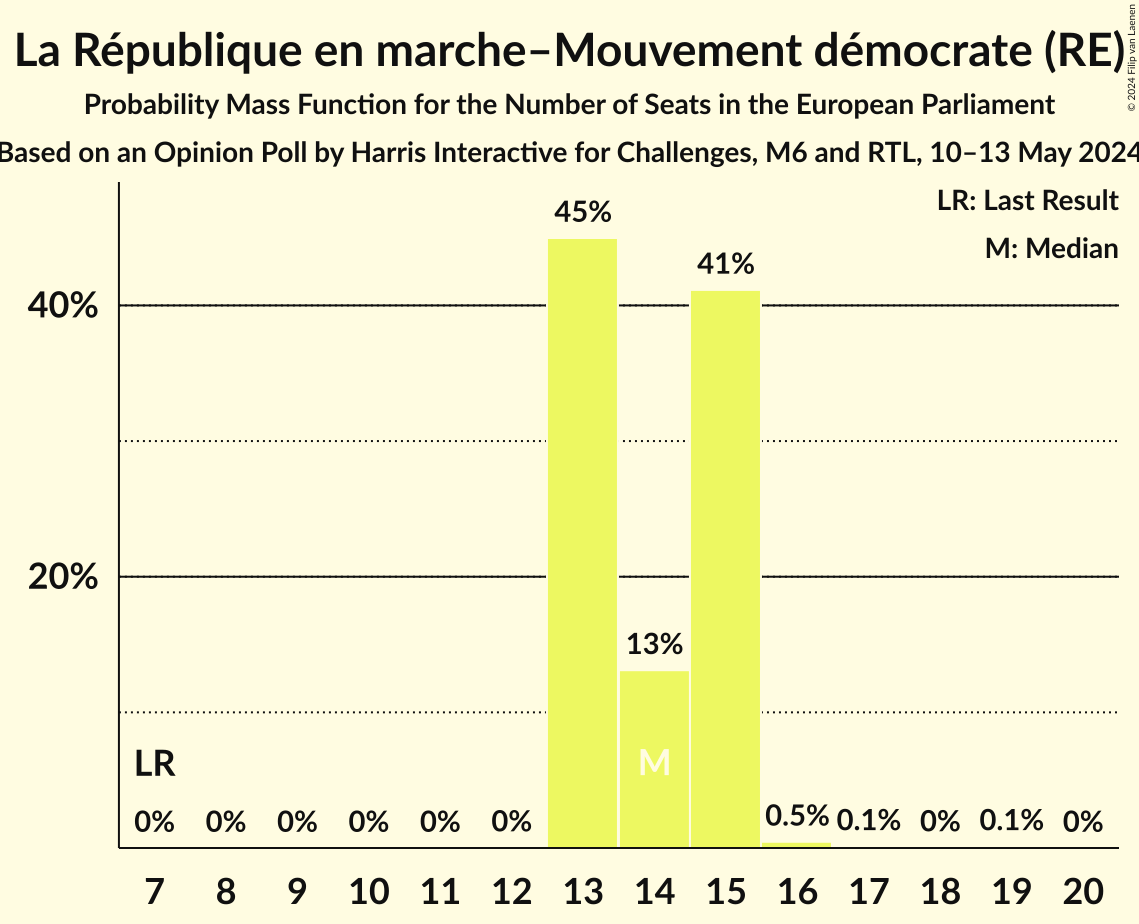 La République en marche–Mouvement démocrate (RE)
© 2024 Filip van Laenen
Probability Mass Function for the Number of Seats in the European Parliament
Based on an Opinion Poll by Harris Interactive for Challenges, M6 and RTL, 10–13 May 2024
LR: Last Result
M: Median
45%
41%
40%
20%
13%
LR
M
0% 0% 0% 0% 0% 0% 0.5% 0.1% 0% 0.1% 0%
7 8 9 10 11 12 13 14 15 16 17 18 19 20